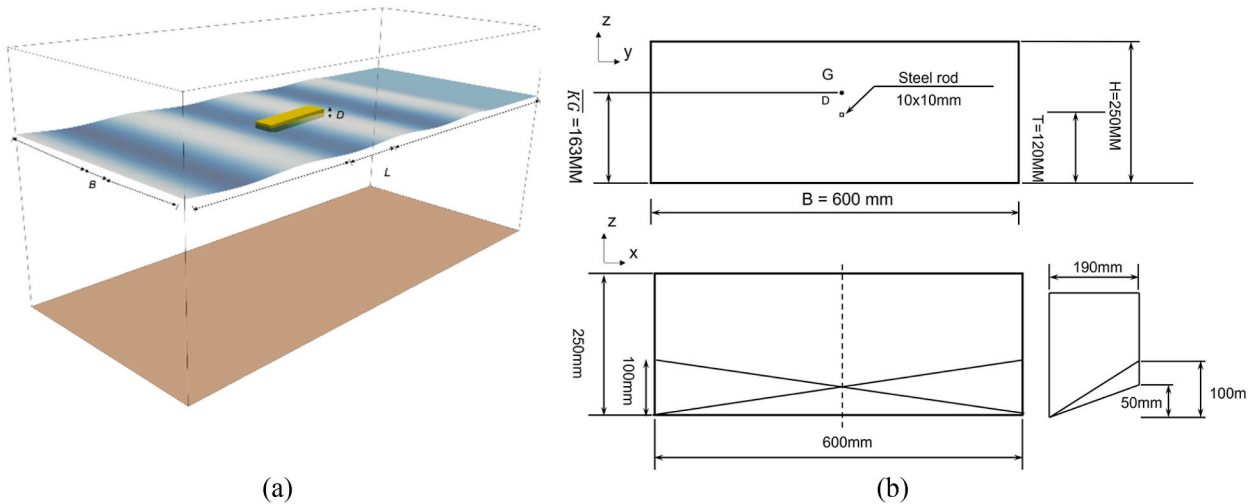 D
B
L
(a)
z
y
G
D
Steel rod
10x10mm
KG =163MM
T=120MM
H=250MM
B = 600 mm
z
x
250mm
100mm
600mm
190mm
50mm
100m
(b)